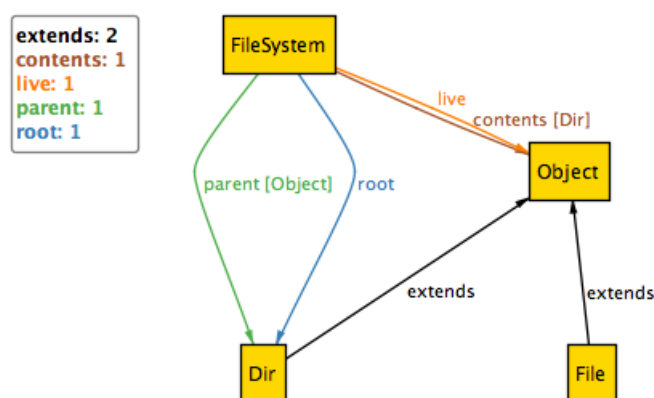 extends: 2
contents: 1
live: 1
parent: 1
root: 1
FileSystem
live
contents [Dir]
Object
parent [Object]
root
extends
extends
Dir
File